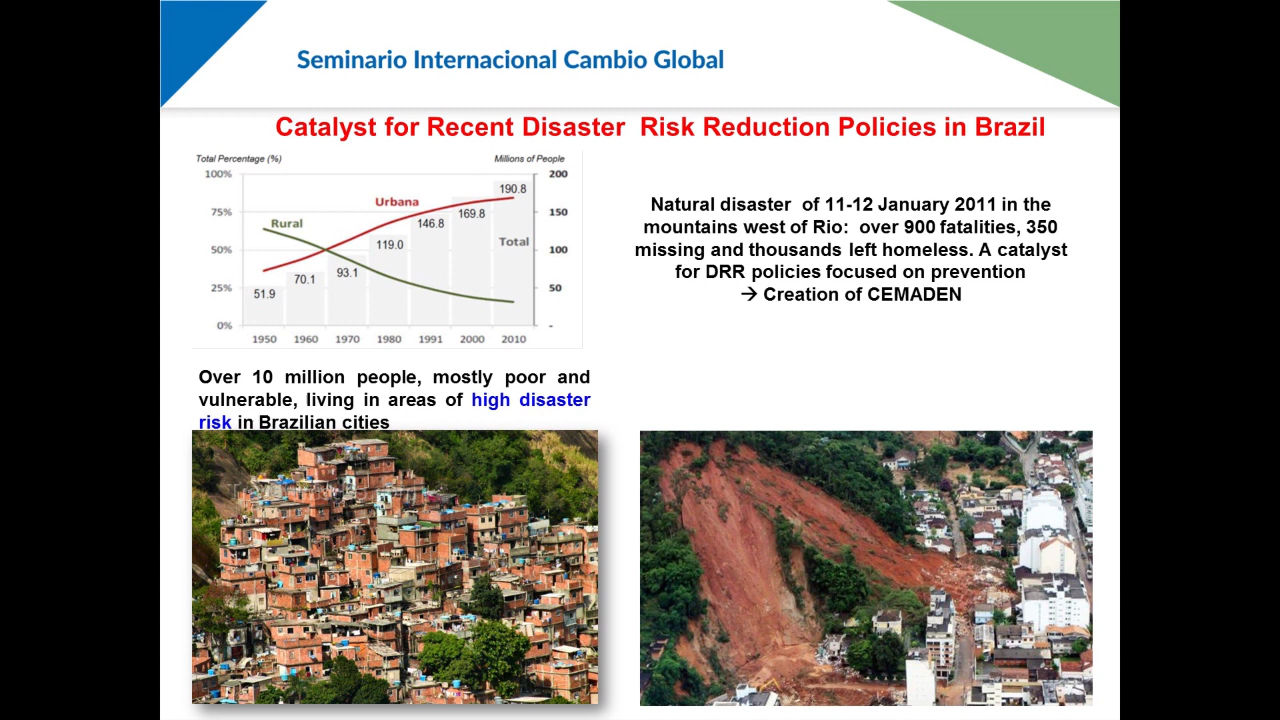 Seminario Internacional Cambio Global
Catalyst for Recent Disaster Risk Reduction Policies in Brazil
Total Percentage (%)
Millions of People
100%
75%
50%
25%
0%
200
150
100
50
-
Rural
Urbana
Total
51.9
70.1
93.1
119.0
146.8
169.8
190.8
1950
1960
1970
1980
1991
2000
2010
Natural disaster of 11-12 January 2011 in the
mountains west of Rio: over 900 fatalities, 350
missing and thousands left homeless. A catalyst
for DRR policies focused on prevention
→ Creation of CEMADEN
Over 10 million people, mostly poor and
vulnerable, living in areas of high disaster
risk in Brazilian cities